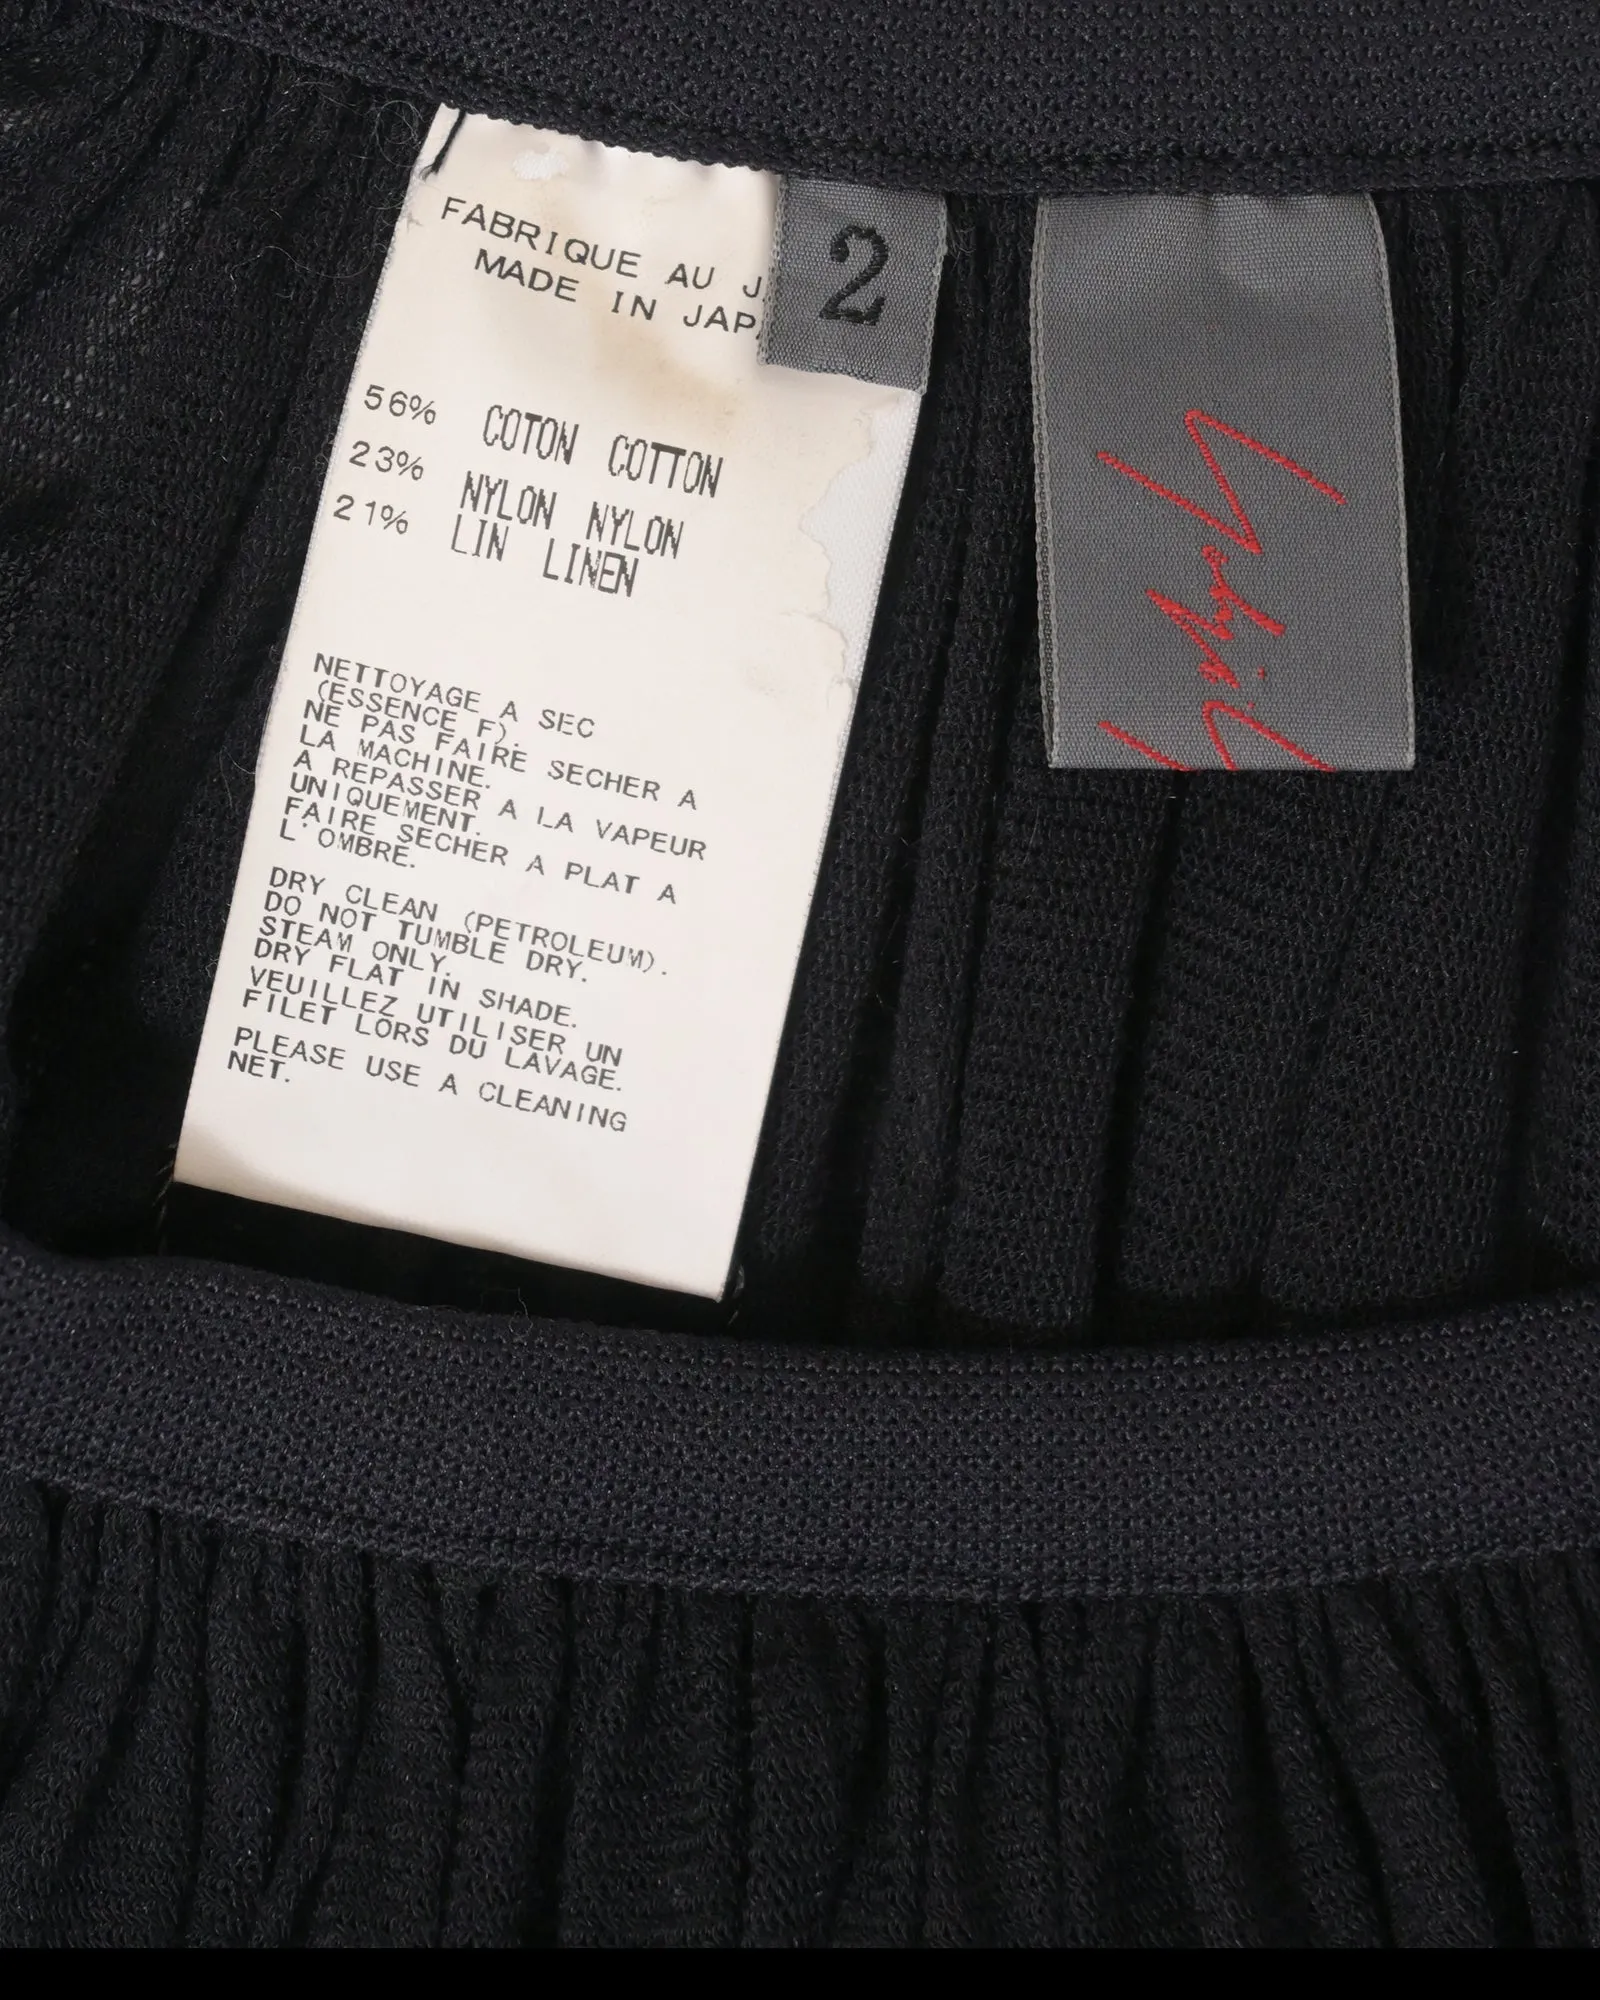 FABRIQUE AU J
MADE IN JAP
2
56% COTON COTTON
23% NYLON NYLON
21% LIN LINEN
NETTOYAGE A SEC
(ESSENCE F).
NE PAS FAIRE SECHER A
LA MACHINE.
A REPASSER A LA VAPEUR
UNIQUEMENT.
FAIRE SECHER A PLAT A
L'OMBRE.
DRY CLEAN (PETROLEUM).
DO NOT TUMBLE DRY.
STEAM ONLY.
DRY FLAT IN SHADE.
VEUILLEZ UTILISER UN
FILET LORS DU LAVAGE.
PLEASE USE A CLEANING
NET.
Yohji